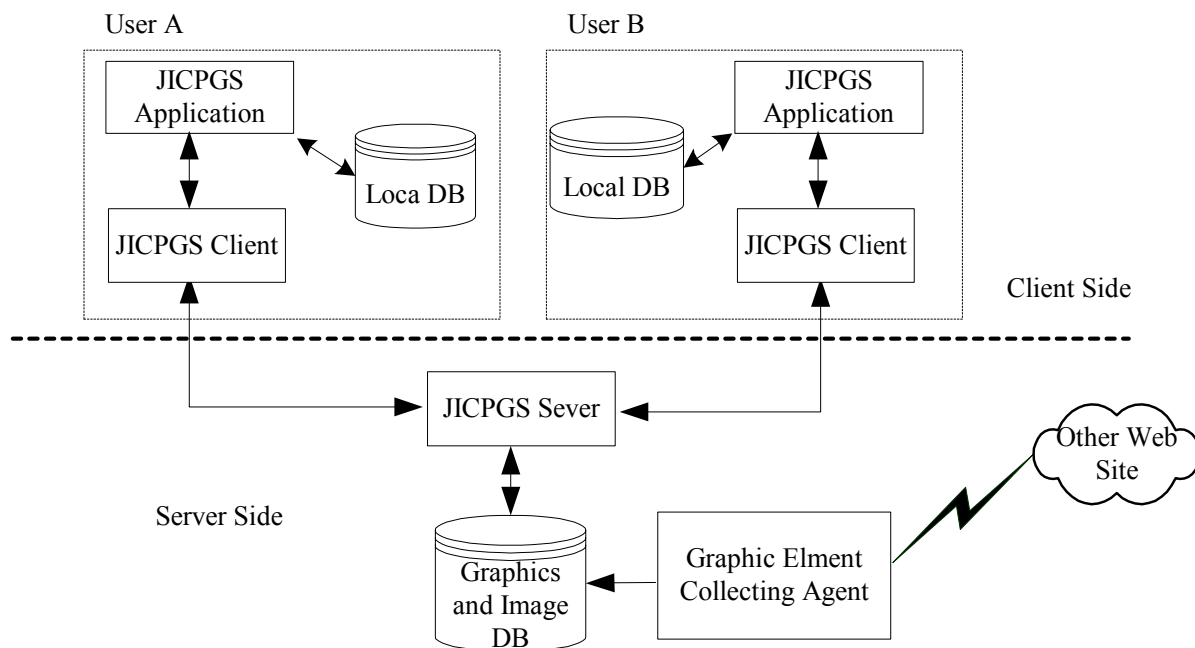 User A
User B
JICPGS
Application
Loca DB
JICPGS Client
JICPGS
Application
Local DB
JICPGS Client
Client Side
JICPGS Sever
Other Web
Site
Server Side
Graphics
and Image
DB
Graphic Elment
Collecting Agent